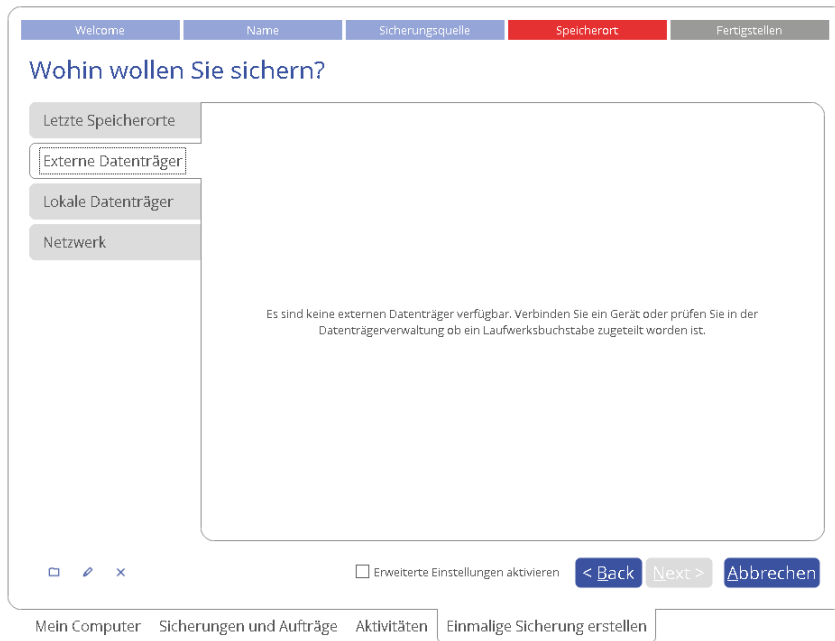 Welcome
Name
Sicherungsquelle
Speicherort
Fertigstellen
Wohin wollen Sie sichern?
Letzte Speicherorte
Externe Datenträger
Lokale Datenträger
Netzwerk
Es sind keine externen Datenträger verfügbar. Verbinden Sie ein Gerät oder prüfen Sie in der
Datenträgerverwaltung ob ein Laufwerksbuchstabe zugeteilt worden ist.
Erweiterte Einstellungen aktivieren
< Back
Next >
Abbrechen
Mein Computer
Sicherungen und Aufträge
Aktivitäten
Einmalige Sicherung erstellen